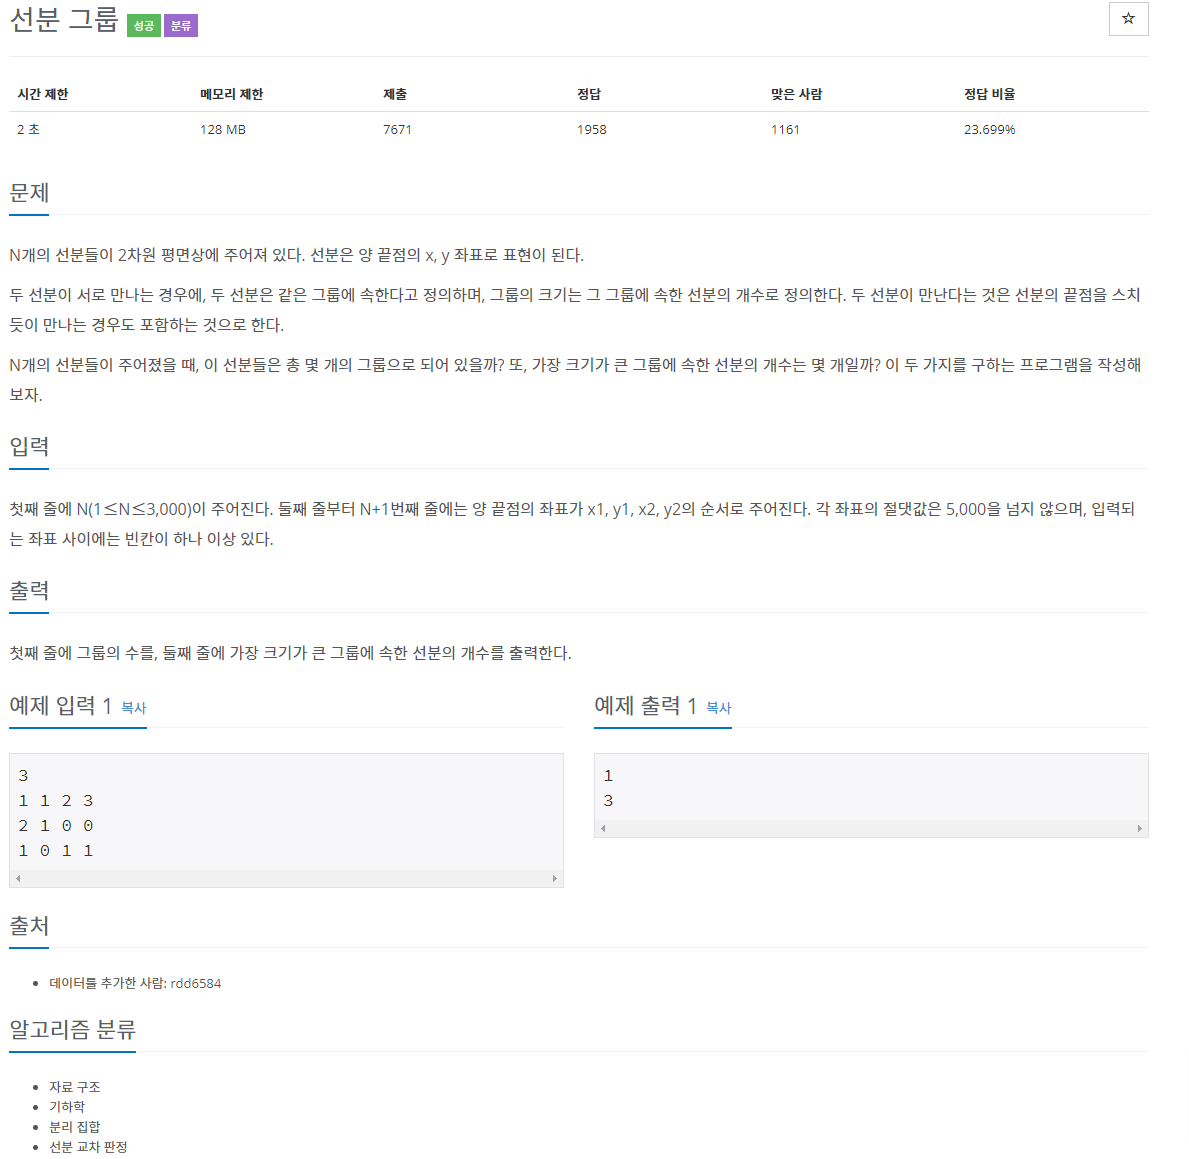 선분 그룹 성공 분류
☆
시간 제한 메모리 제한 제출 정답 맞은 사람 정답 비율
2 초 128 MB 7671 1958 1161 23.699%
문제
N개의 선분들이 2차원 평면상에 주어져 있다. 선분은 양 끝점의 x, y 좌표로 표현이 된다.
두 선분이 서로 만나는 경우에, 두 선분은 같은 그룹에 속한다고 정의하며, 그룹의 크기는 그 그룹에 속한 선분의 개수로 정의한다. 두 선분이 만난다는 것은 선분의 끝점을 스치
듯이 만나는 경우도 포함하는 것으로 한다.
N개의 선분들이 주어졌을 때, 이 선분들은 총 몇 개의 그룹으로 되어 있을까? 또, 가장 크기가 큰 그룹에 속한 선분의 개수는 몇 개일까? 이 두 가지를 구하는 프로그램을 작성해
보자.
입력
첫째 줄에 N(1≤N≤3,000)이 주어진다. 둘째 줄부터 N+1번째 줄에는 양 끝점의 좌표가 x1, y1, x2, y2의 순서로 주어진다. 각 좌표의 절댓값은 5,000을 넘지 않으며, 입력되
는 좌표 사이에는 빈칸이 하나 이상 있다.
출력
첫째 줄에 그룹의 수를, 둘째 줄에 가장 크기가 큰 그룹에 속한 선분의 개수를 출력한다.
예제 입력 1 복사
3
1 1 2 3
2 1 0 0
1 0 1 1
예제 출력 1 복사
1
3
출처
데이터를 추가한 사람: rdd6584
알고리즘 분류
자료 구조
기하학
분리 집합
선분 교차 판정